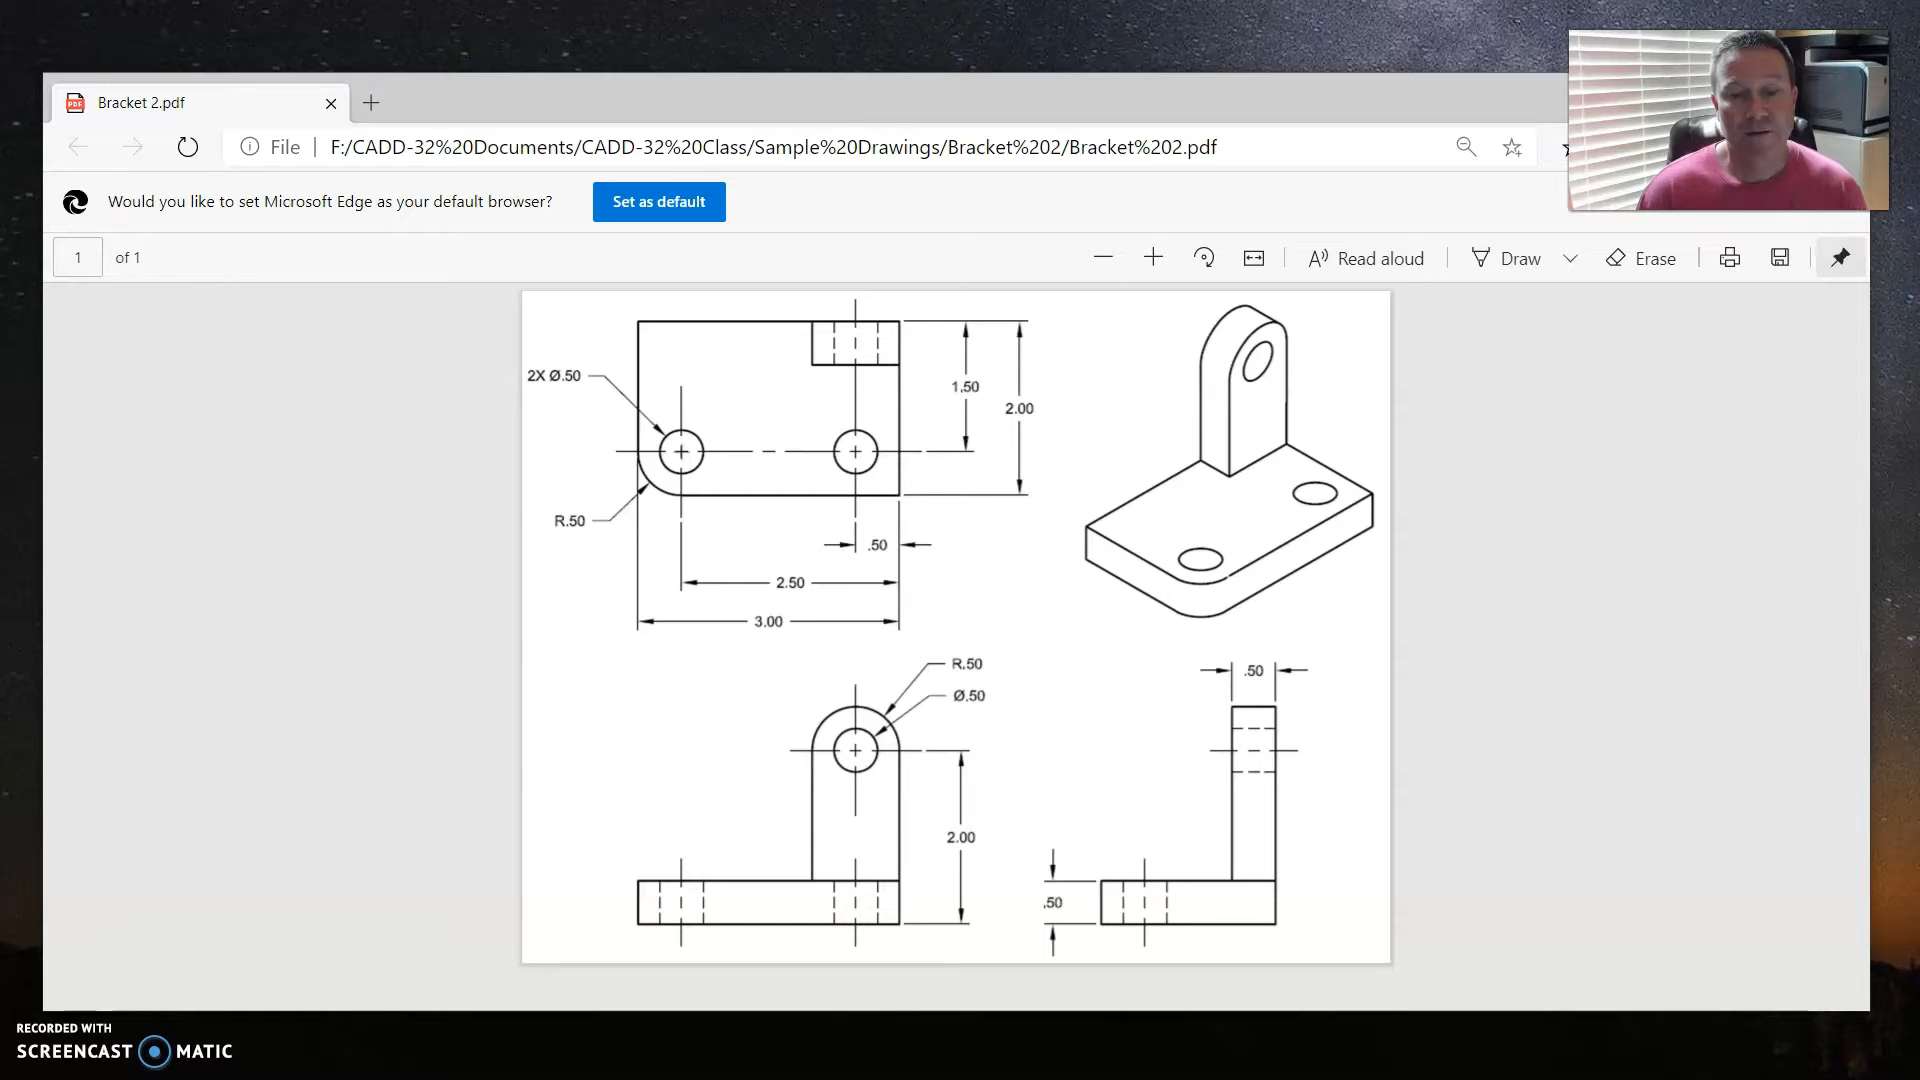 Bracket 2.pdf
File F:/CADD-32%20Documents/CADD-32%20Class/Sample%20Drawings/Bracket%202/Bracket%202.pdf
Would you like to set Microsoft Edge as your default browser? Set as default
1 of 1 Read aloud Draw Erase
2X Ø.50
1.50
2.00
R.50
.50
2.50
3.00
R.50
Ø.50
2.00
.50
.50
RECORDED WITH
SCREENCAST MATIC